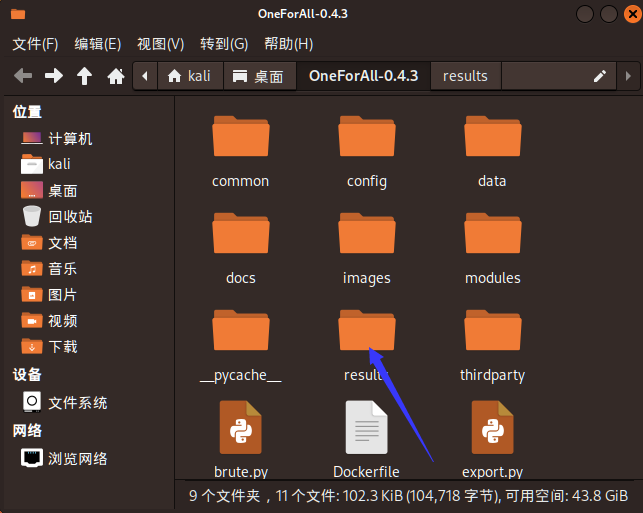 OneForAll-0.4.3
文件(F) 编辑(E) 视图(V) 转到(G) 帮助(H)
kali 桌面 OneForAll-0.4.3 results
位置
计算机
kali
桌面
回收站
文档
音乐
图片
视频
下载
设备
文件系统
网络
浏览网络
common config data
docs images modules
__pycache__ results thirdparty
brute.py Dockerfile export.py
9 个文件夹，11 个文件: 102.3 KiB (104,718 字节), 可用空间: 43.8 GiB